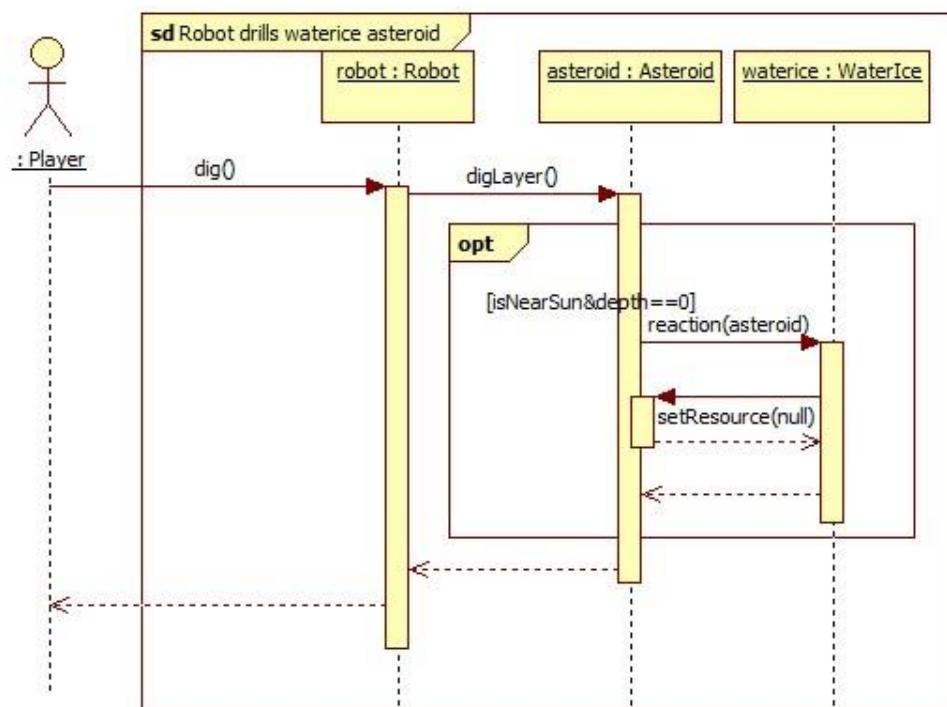 sd Robot drills waterice asteroid
robot : Robot
asteroid : Asteroid
waterice : WaterIce
: Player
dig()
digLayer()
opt
[isNearSun&depth==0]
reaction(asteroid)
setResource(null)